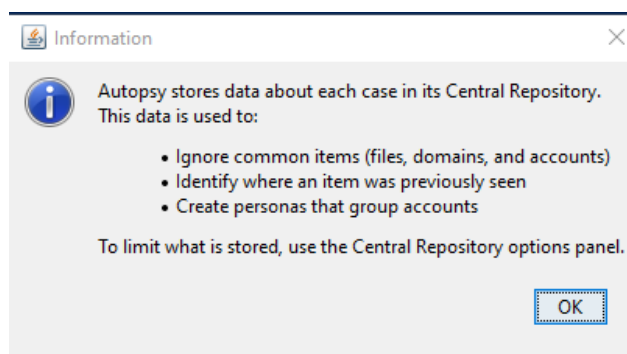 Information
Autopsy stores data about each case in its Central Repository.
This data is used to:
• Ignore common items (files, domains, and accounts)
• Identify where an item was previously seen
• Create personas that group accounts
To limit what is stored, use the Central Repository options panel.
OK